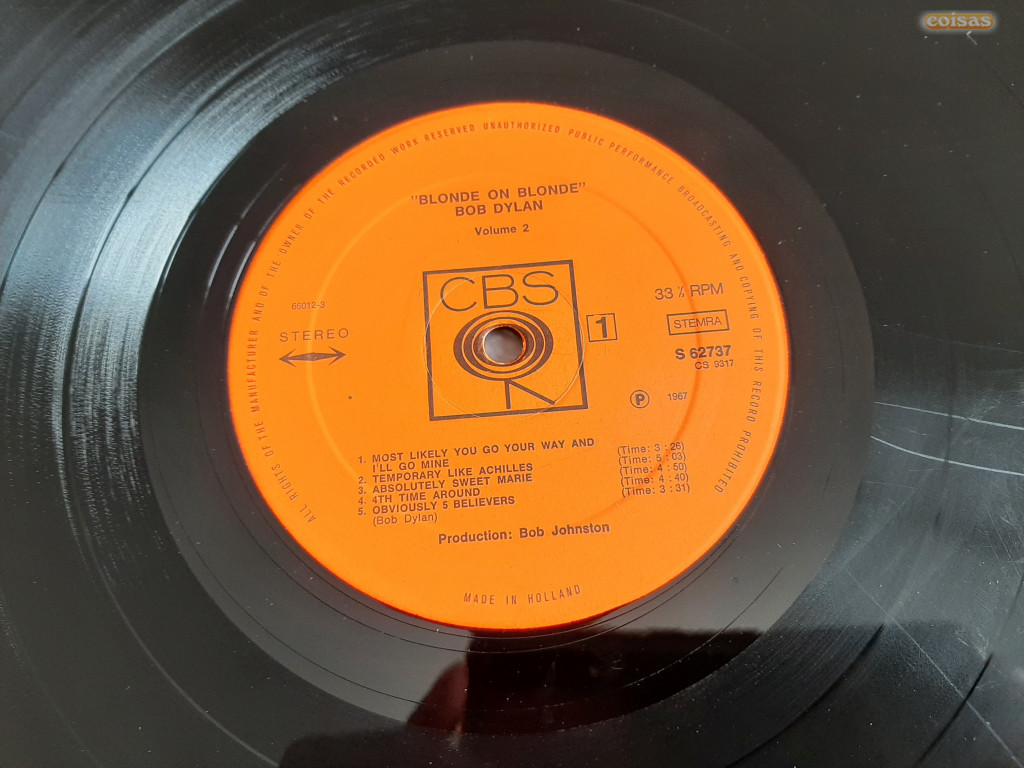 coisas
ALL RIGHTS OF THE MANUFACTURER AND OF THE OWNER OF THE RECORDED WORK RESERVED UNAUTHORIZED PUBLIC PERFORMANCE BROADCASTING AND COPYING OF THIS RECORD PROHIBITED
"BLONDE ON BLONDE"
BOB DYLAN
Volume 2
CBS
66012-3
STEREO
1
33⅓ RPM
STEMRA
S 62737
CS 9317
P 1967
1. MOST LIKELY YOU GO YOUR WAY AND
I'LL GO MINE (Time: 3:26)
2. TEMPORARY LIKE ACHILLES (Time: 5:03)
3. ABSOLUTELY SWEET MARIE (Time: 4:50)
4. 4TH TIME AROUND (Time: 4:40)
5. OBVIOUSLY 5 BELIEVERS (Time: 3:31)
(Bob Dylan)
Production: Bob Johnston
MADE IN HOLLAND